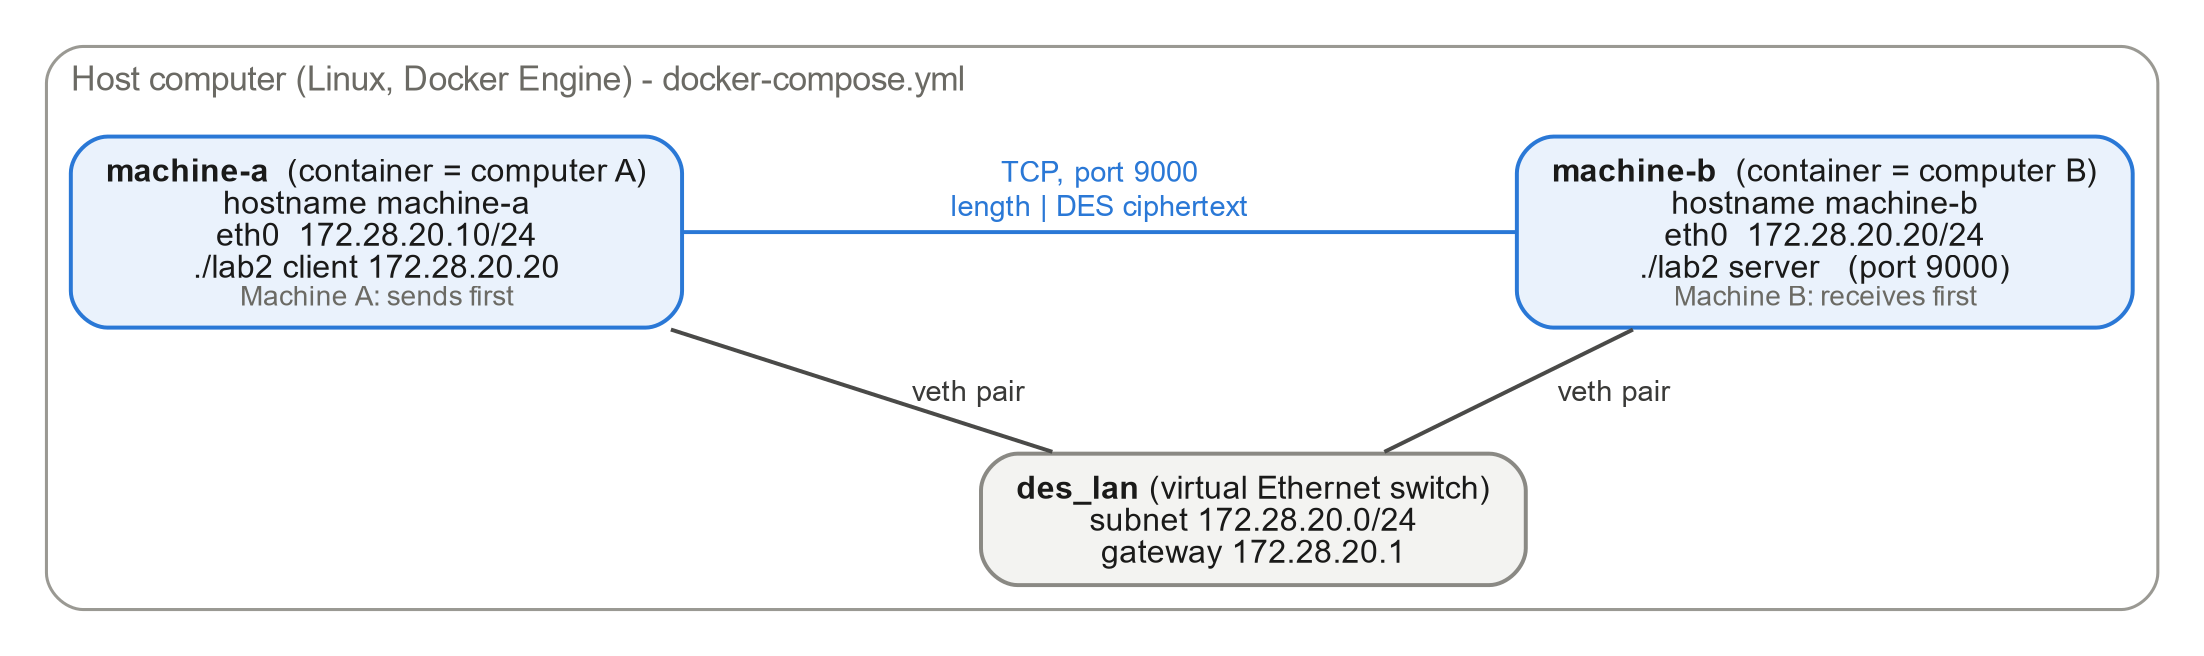 Host computer (Linux, Docker Engine) - docker-compose.yml
machine-a (container = computer A)
hostname machine-a
eth0 172.28.20.10/24
./lab2 client 172.28.20.20
Machine A: sends first
TCP, port 9000
length | DES ciphertext
machine-b (container = computer B)
hostname machine-b
eth0 172.28.20.20/24
./lab2 server (port 9000)
Machine B: receives first
veth pair
veth pair
des_lan (virtual Ethernet switch)
subnet 172.28.20.0/24
gateway 172.28.20.1